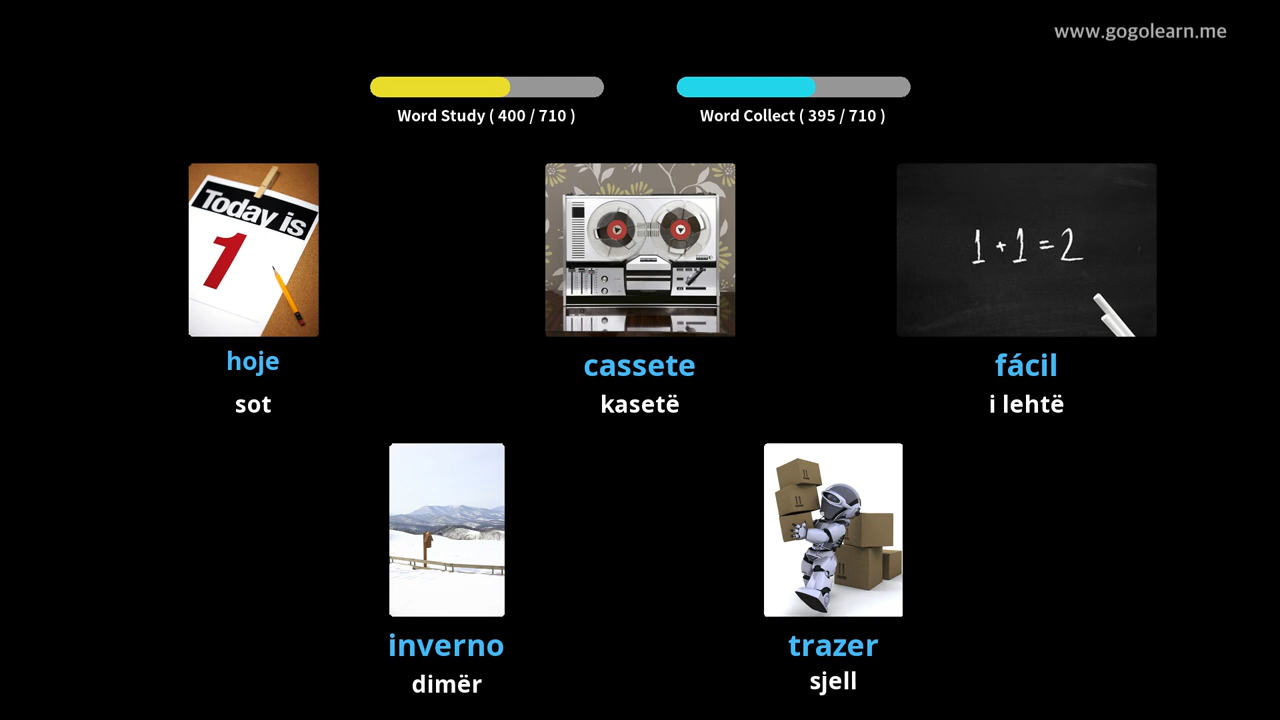 www.gogolearn.me
Word Study ( 400 / 710 )
Word Collect ( 395 / 710 )
Today is
1
1 + 1 = 2
hoje
cassete
fácil
sot
kasetë
i lehtë
inverno
trazer
dimër
sjell